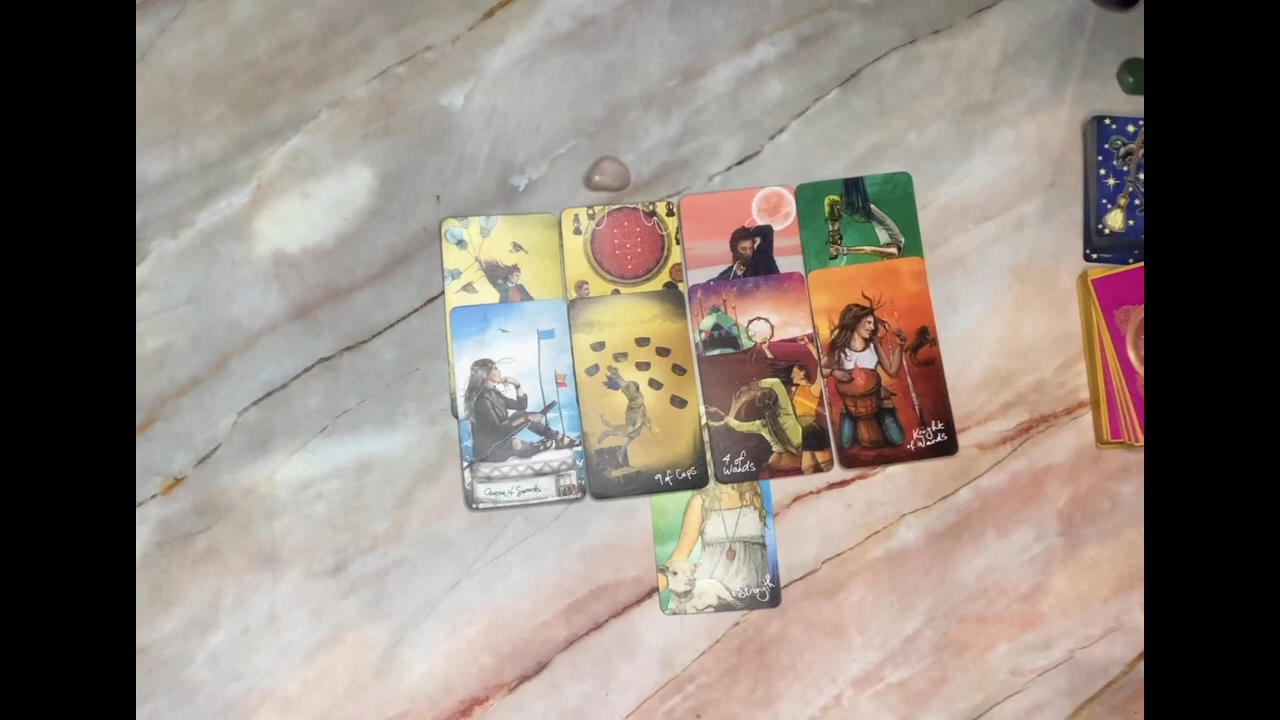 Queen of Swords
9 of Cups
4 of
Wands
Knight
of Wands
Strength